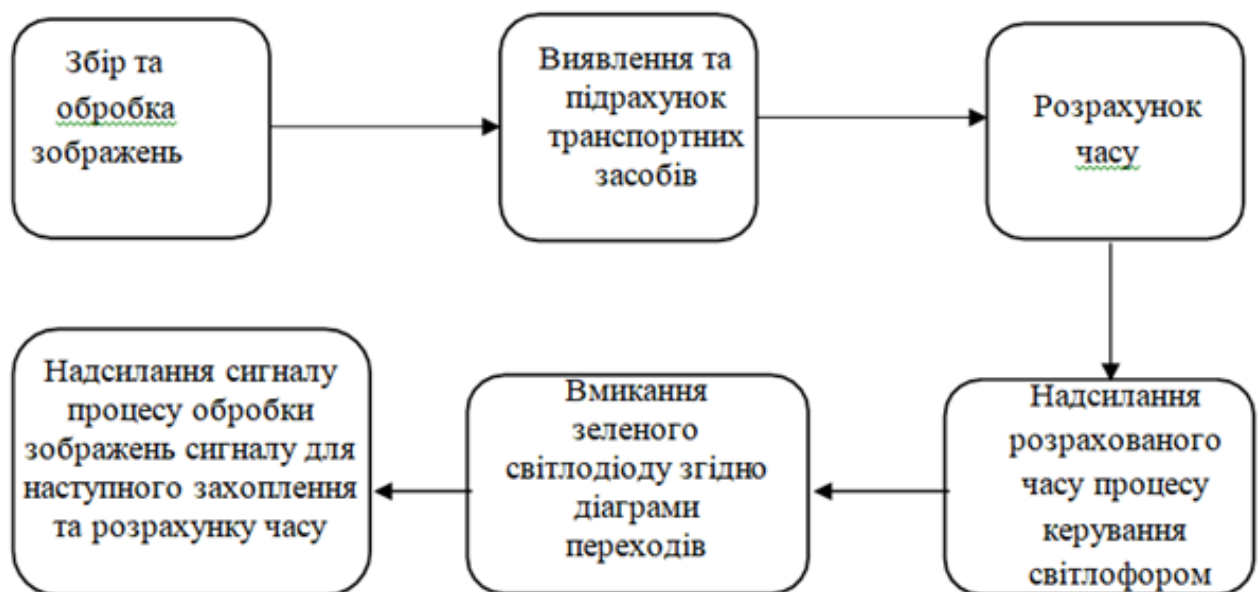 Збір та
обробка
зображень
Виявлення та
підрахунок
транспортних
засобів
Розрахунок
часу
Надсилання
розрахованого
часу процесу
керування
світлофором
Вмикання
зеленого
світлодіоду згідно
діаграми
переходів
Надсилання сигналу
процесу обробки
зображень сигналу для
наступного захоплення
та розрахунку часу